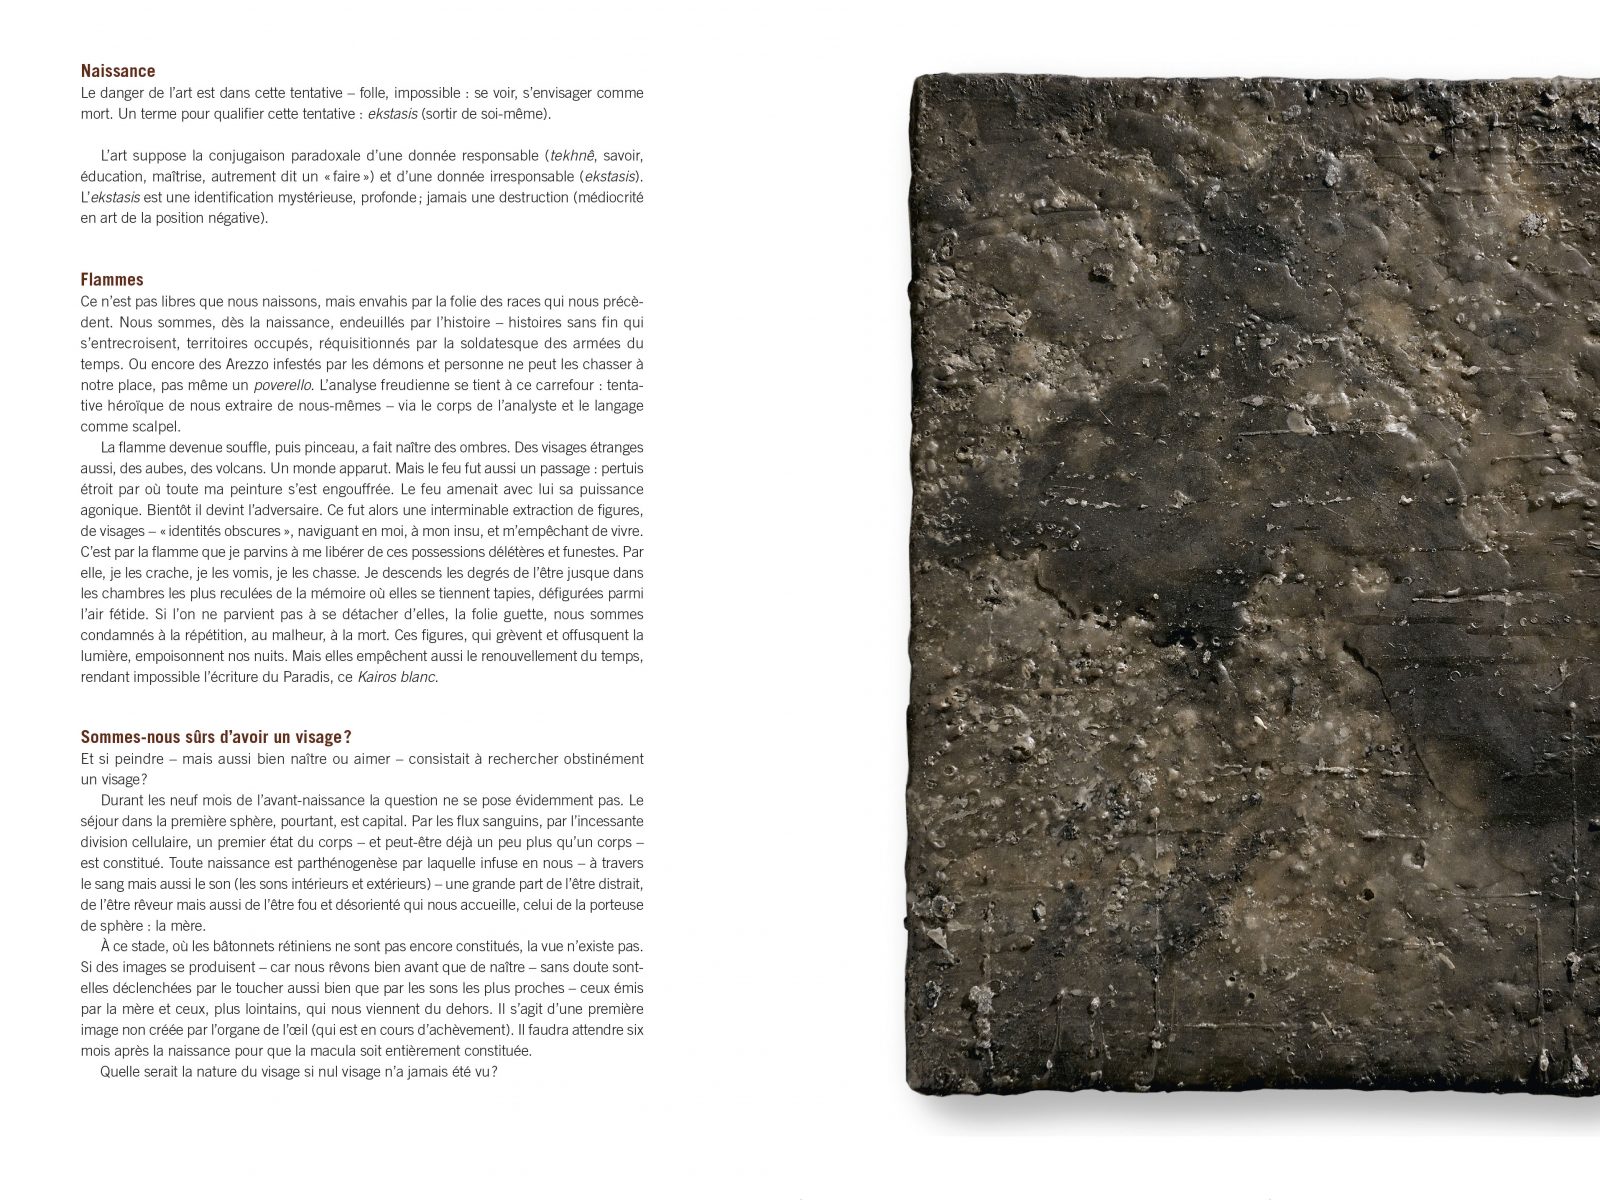 Naissance
Le danger de l’art est dans cette tentative – folle, impossible : se voir, s’envisager comme
mort. Un terme pour qualifier cette tentative : ekstasis (sortir de soi-même).
L’art suppose la conjugaison paradoxale d’une donnée responsable (tekhnê, savoir,
éducation, maîtrise, autrement dit un « faire ») et d’une donnée irresponsable (ekstasis).
L’ekstasis est une identification mystérieuse, profonde ; jamais une destruction (médiocrité
en art de la position négative).
Flammes
Ce n’est pas libres que nous naissons, mais envahis par la folie des races qui nous précè-
dent. Nous sommes, dès la naissance, endeuillés par l’histoire – histoires sans fin qui
s’entrecroisent, territoires occupés, réquisitionnés par la soldatesque des armées du
temps. Ou encore des Arezzo infestés par les démons et personne ne peut les chasser à
notre place, pas même un poverello. L’analyse freudienne se tient à ce carrefour : tenta-
tive héroïque de nous extraire de nous-mêmes – via le corps de l’analyste et le langage
comme scalpel.
La flamme devenue souffle, puis pinceau, a fait naître des ombres. Des visages étranges
aussi, des aubes, des volcans. Un monde apparut. Mais le feu fut aussi un passage : pertuis
étroit par où toute ma peinture s’est engouffrée. Le feu amenait avec lui sa puissance
agonique. Bientôt il devint l’adversaire. Ce fut alors une interminable extraction de figures,
de visages – « identités obscures », naviguant en moi, à mon insu, et m’empêchant de vivre.
C’est par la flamme que je parvins à me libérer de ces possessions délétères et funestes. Par
elle, je les crache, je les vomis, je les chasse. Je descends les degrés de l’être jusque dans
les chambres les plus reculées de la mémoire où elles se tiennent tapies, défigurées parmi
l’air fétide. Si l’on ne parvient pas à se détacher d’elles, la folie guette, nous sommes
condamnés à la répétition, au malheur, à la mort. Ces figures, qui grèvent et offusquent la
lumière, empoisonnent nos nuits. Mais elles empêchent aussi le renouvellement du temps,
rendant impossible l’écriture du Paradis, ce Kairos blanc.
Sommes-nous sûrs d’avoir un visage ?
Et si peindre – mais aussi bien naître ou aimer – consistait à rechercher obstinément
un visage ?
Durant les neuf mois de l’avant-naissance la question ne se pose évidemment pas. Le
séjour dans la première sphère, pourtant, est capital. Par les flux sanguins, par l’incessante
division cellulaire, un premier état du corps – et peut-être déjà un peu plus qu’un corps –
est constitué. Toute naissance est parthénogenèse par laquelle infuse en nous – à travers
le sang mais aussi le son (les sons intérieurs et extérieurs) – une grande part de l’être distrait,
de l’être rêveur mais aussi de l’être fou et désorienté qui nous accueille, celui de la porteuse
de sphère : la mère.
À ce stade, où les bâtonnets rétiniens ne sont pas encore constitués, la vue n’existe pas.
Si des images se produisent – car nous rêvons bien avant que de naître – sans doute sont-
elles déclenchées par le toucher aussi bien que par les sons les plus proches – ceux émis
par la mère et ceux, plus lointains, qui nous viennent du dehors. Il s’agit d’une première
image non créée par l’organe de l’œil (qui est en cours d’achèvement). Il faudra attendre six
mois après la naissance pour que la macula soit entièrement constituée.
Quelle serait la nature du visage si nul visage n’a jamais été vu ?